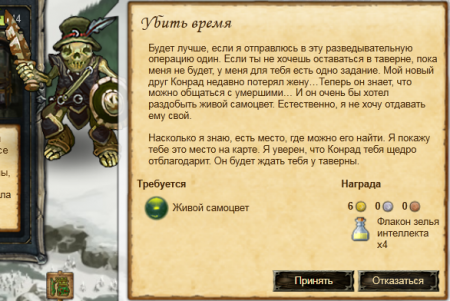 Убить время
Будет лучше, если я отправлюсь в эту разведывательную
операцию один. Если ты не хочешь оставаться в таверне, пока
меня не будет, у меня для тебя есть одно задание. Мой новый
друг Конрад недавно потерял жену…Теперь он знает, что
можно общаться с умершими… И он очень бы хотел
раздобыть живой самоцвет. Естественно, я не хочу отдавать
ему свой.
Насколько я знаю, есть место, где можно его найти. Я покажу
тебе это место на карте. Я уверен, что Конрад тебя щедро
отблагодарит. Он будет ждать тебя у таверны.
Требуется
Награда
Живой самоцвет
6 0 0
Флакон зелья
интеллекта
x4
Принять
Отказаться